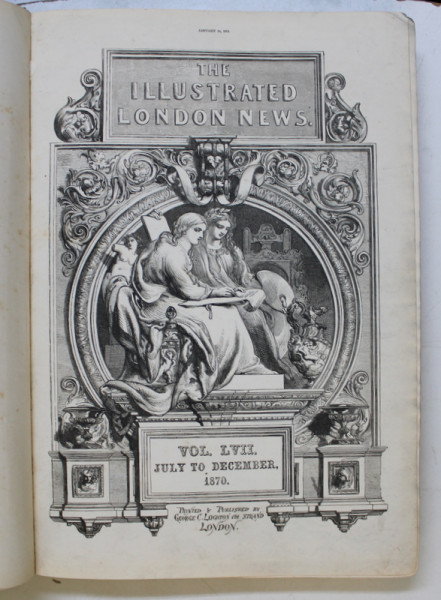 THE
ILLUSTRATED
LONDON NEWS.
VOL. LVII.
JULY TO DECEMBER,
1870.
PRINTED & PUBLISHED BY
GEORGE C. LEIGHTON 198 STRAND
LONDON.